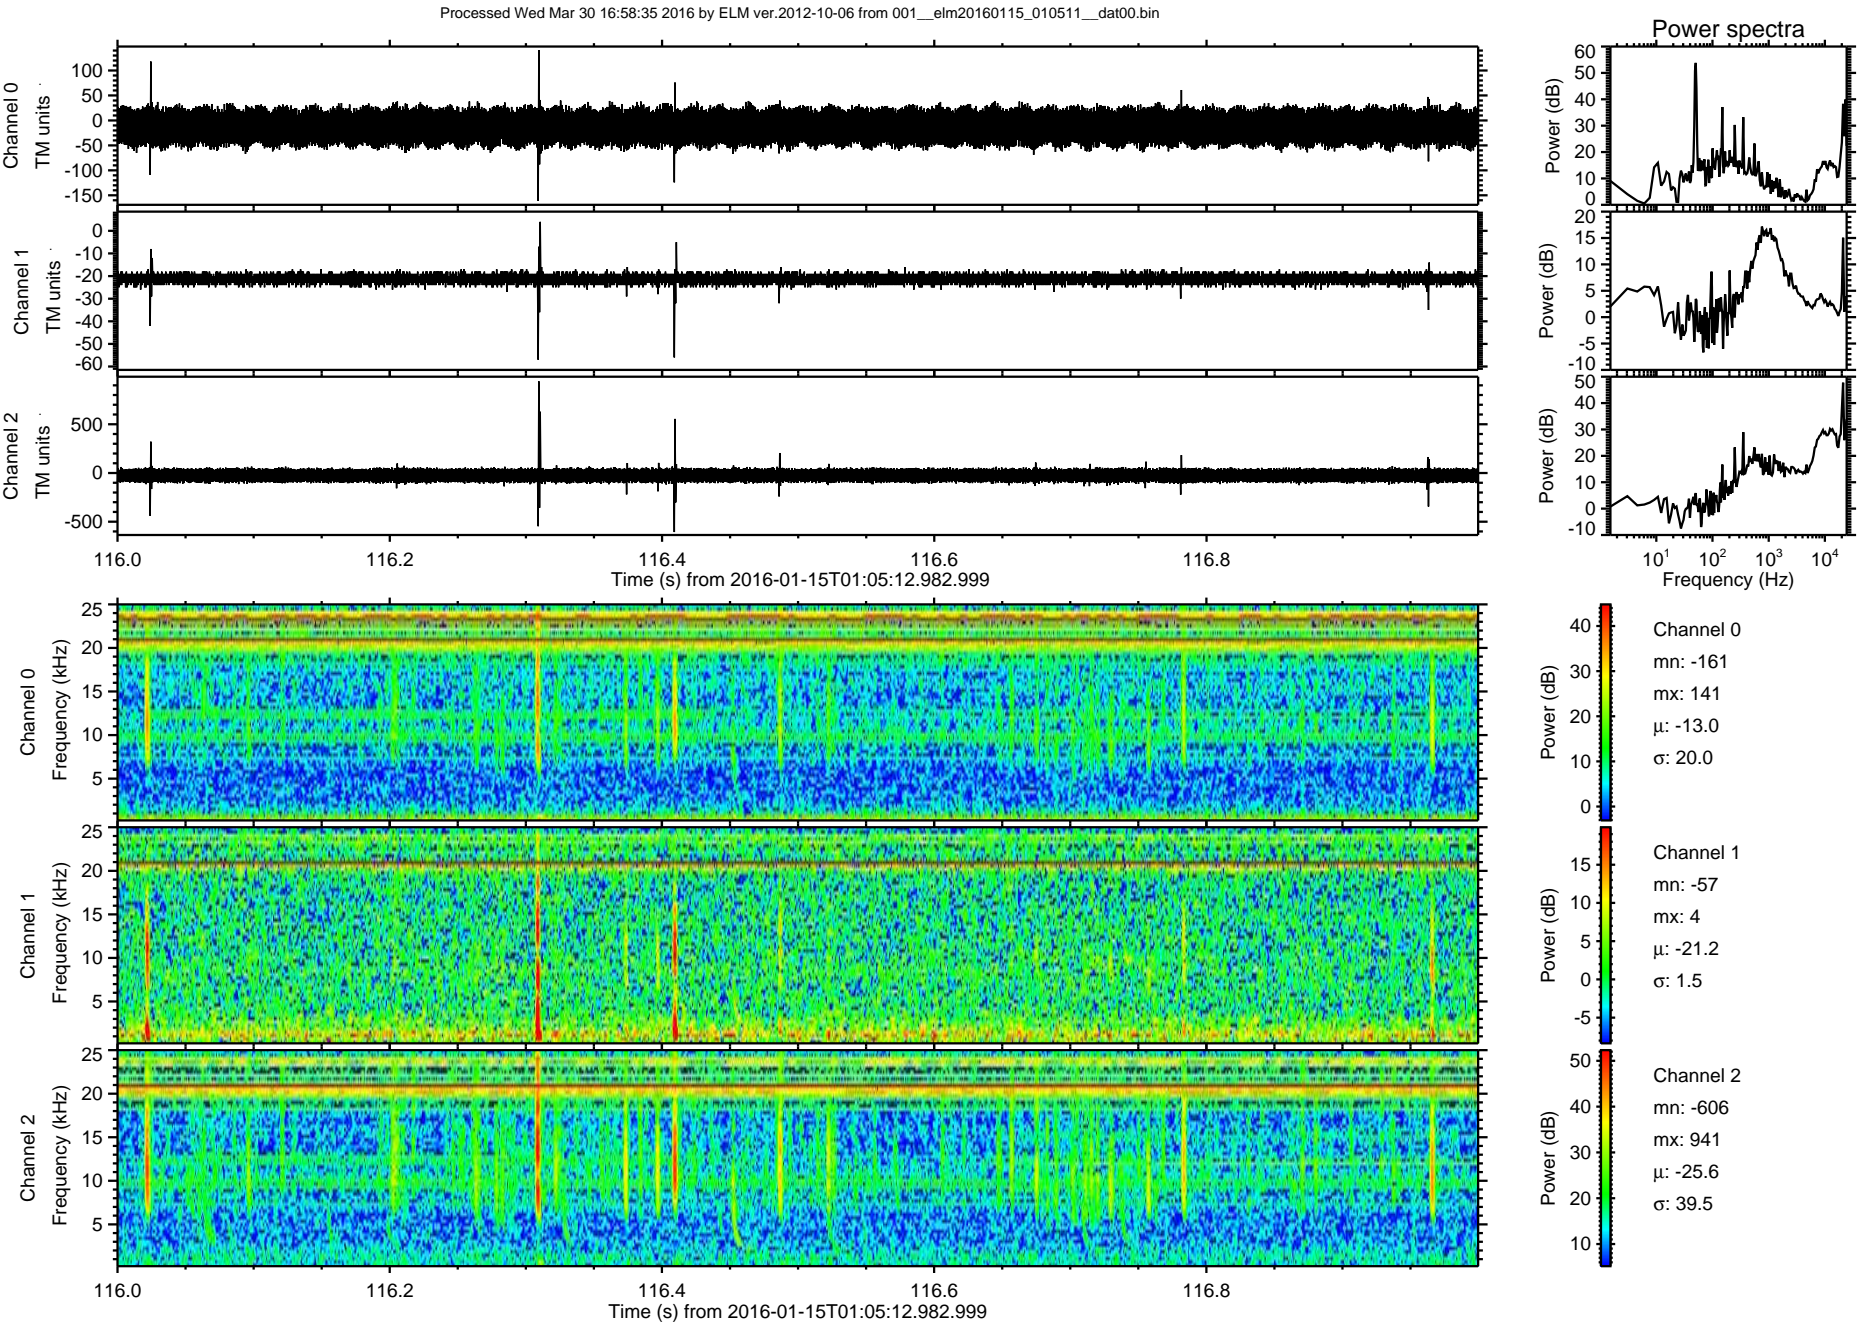 Processed Wed Mar 30 16:58:35 2016 by ELM ver.2012-10-06 from 001__elm20160115_010511__dat00.bin
Power spectra
Channel 0
TM units
100
50
0
-50
-100
-150
Power (dB)
60
50
40
30
20
10
0
Channel 1
TM units
0
-10
-20
-30
-40
-50
-60
Power (dB)
20
15
10
5
0
-5
-10
Channel 2
TM units
500
0
-500
Power (dB)
50
40
30
20
10
0
-10
116.0 116.2 116.4 116.6 116.8
Time (s) from 2016-01-15T01:05:12.982.999
10¹ 10² 10³ 10⁴
Frequency (Hz)
Channel 0
Frequency (kHz)
25
20
15
10
5
Power (dB)
40
30
20
10
0
Channel 0
mn: -161
mx: 141
μ: -13.0
σ: 20.0
Channel 1
Frequency (kHz)
25
20
15
10
5
Power (dB)
15
10
5
0
-5
Channel 1
mn: -57
mx: 4
μ: -21.2
σ: 1.5
Channel 2
Frequency (kHz)
25
20
15
10
5
Power (dB)
50
40
30
20
10
Channel 2
mn: -606
mx: 941
μ: -25.6
σ: 39.5
116.0 116.2 116.4 116.6 116.8
Time (s) from 2016-01-15T01:05:12.982.999